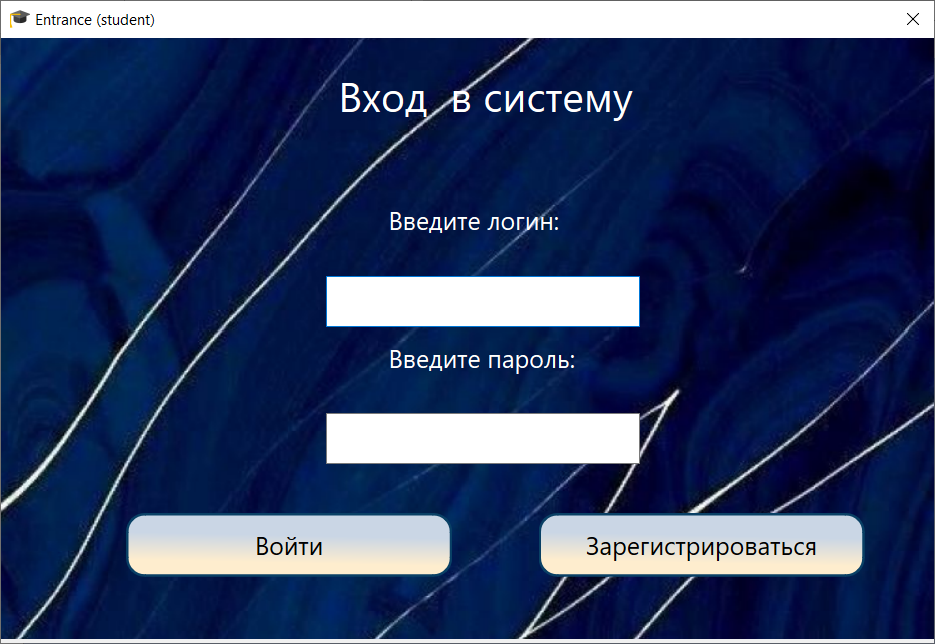 Entrance (student)
Вход  в систему
Введите логин:
Введите пароль:
Войти
Зарегистрироваться